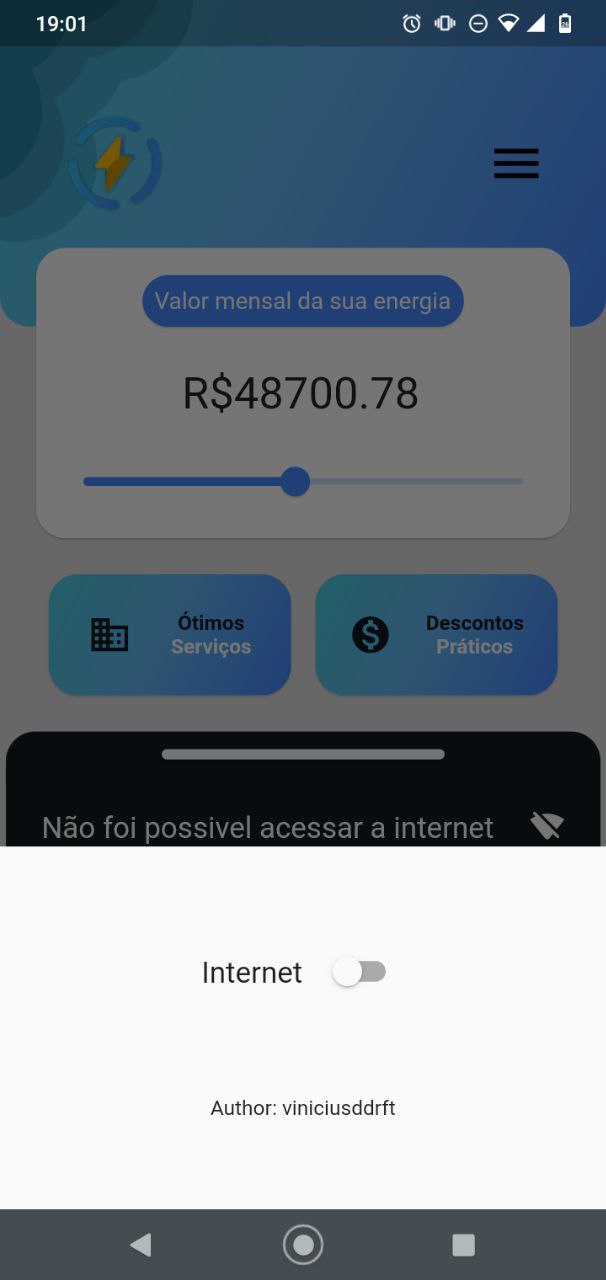 19:01
Valor mensal da sua energia
R$48700.78
Ótimos
Serviços
Descontos
Práticos
Não foi possivel acessar a internet
Internet
Author: viniciusddrft